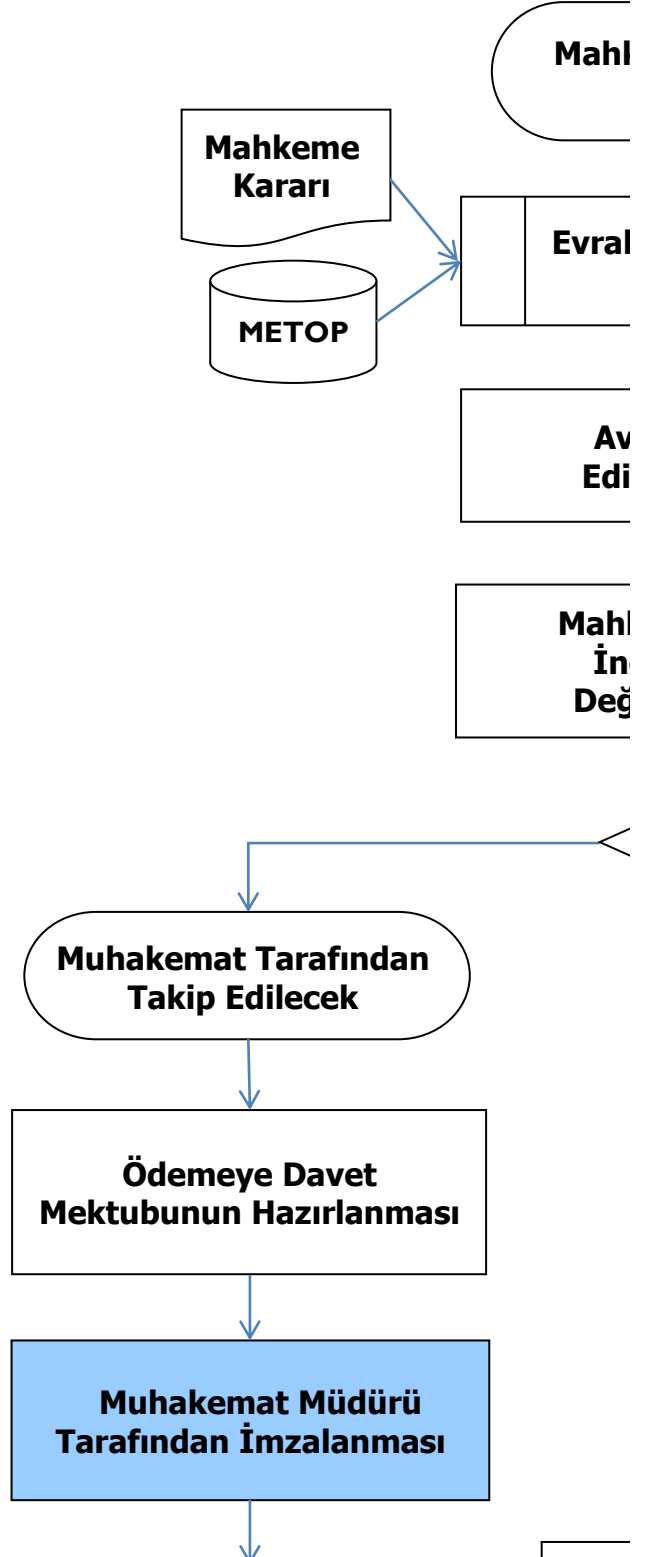 Mahkeme
Kararı
METOP
Muhakemat Tarafından
Takip Edilecek
Ödemeye Davet
Mektubunun Hazırlanması
Muhakemat Müdürü
Tarafından İmzalanması